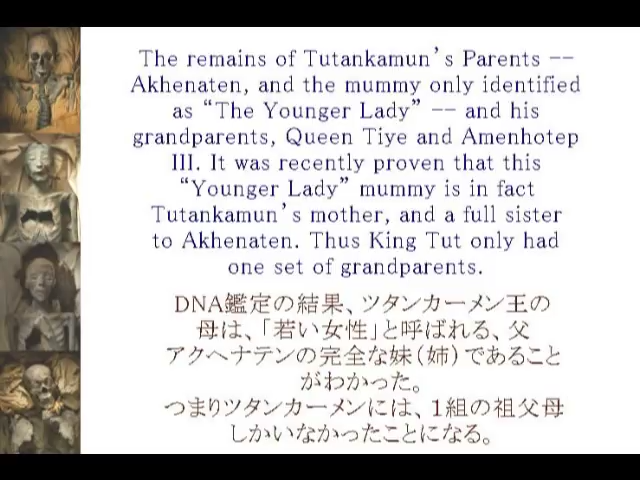 The remains of Tutankamun’s Parents --
Akhenaten, and the mummy only identified
as “The Younger Lady” -- and his
grandparents, Queen Tiye and Amenhotep
III. It was recently proven that this
“Younger Lady” mummy is in fact
Tutankamun’s mother, and a full sister
to Akhenaten. Thus King Tut only had
one set of grandparents.
DNA鑑定の結果、ツタンカーメン王の
母は、「若い女性」と呼ばれる、父
アクヘナテンの完全な妹（姉）であること
がわかった。
つまりツタンカーメンには、１組の祖父母
しかいなかったことになる。